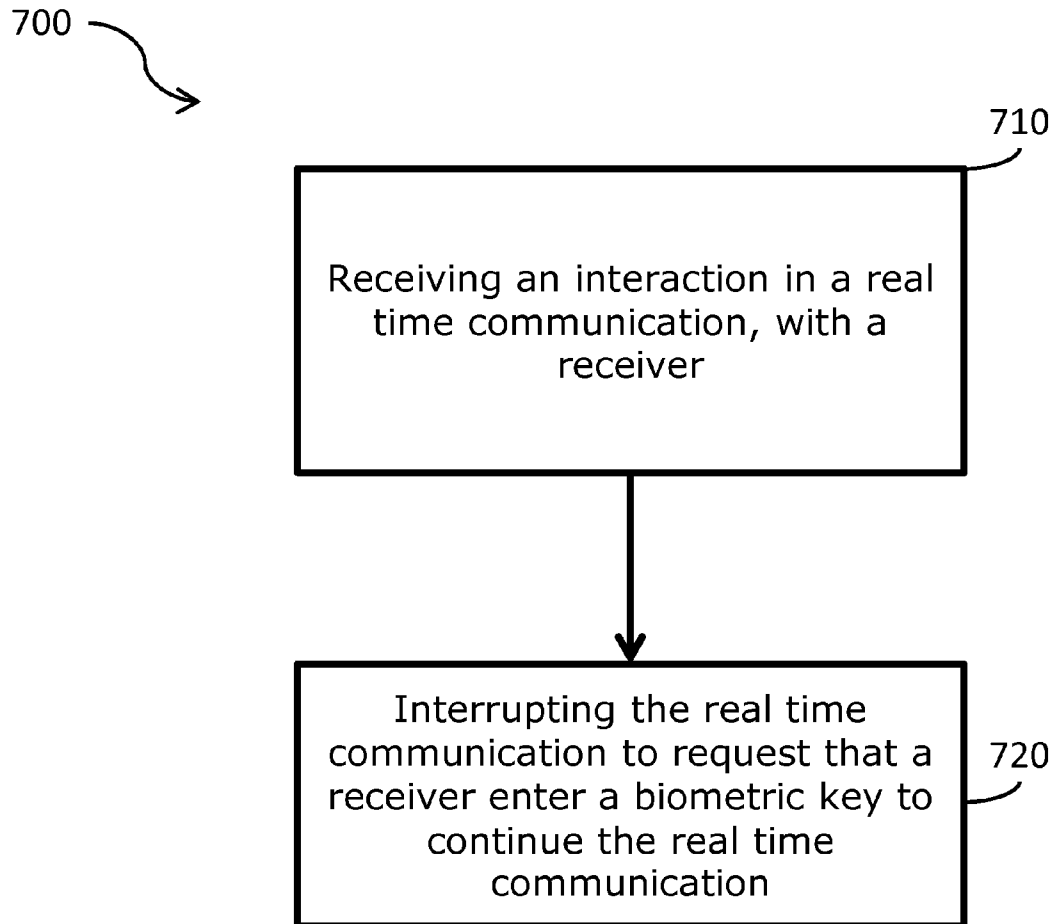 700
710
Receiving an interaction in a real
time communication, with a
receiver
Interrupting the real time
communication to request that a
receiver enter a biometric key to
continue the real time
communication
720